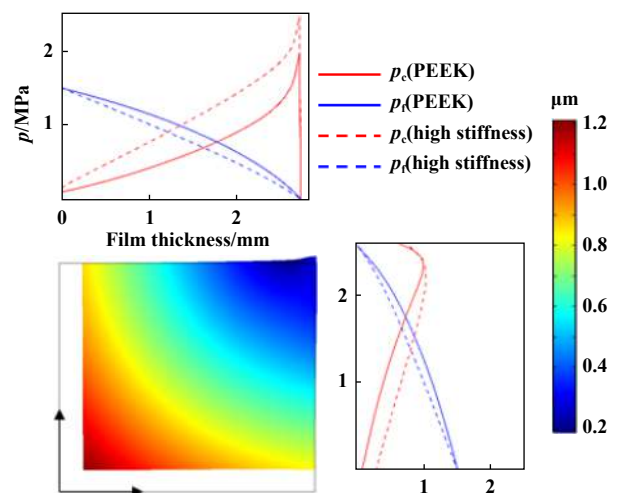 2
p/MPa
1
0
1
2
Film thickness/mm
pc(PEEK)
pf(PEEK)
pc(high stiffness)
pf(high stiffness)
μm
1.2
1.0
0.8
0.6
0.4
0.2
2
1
1
2